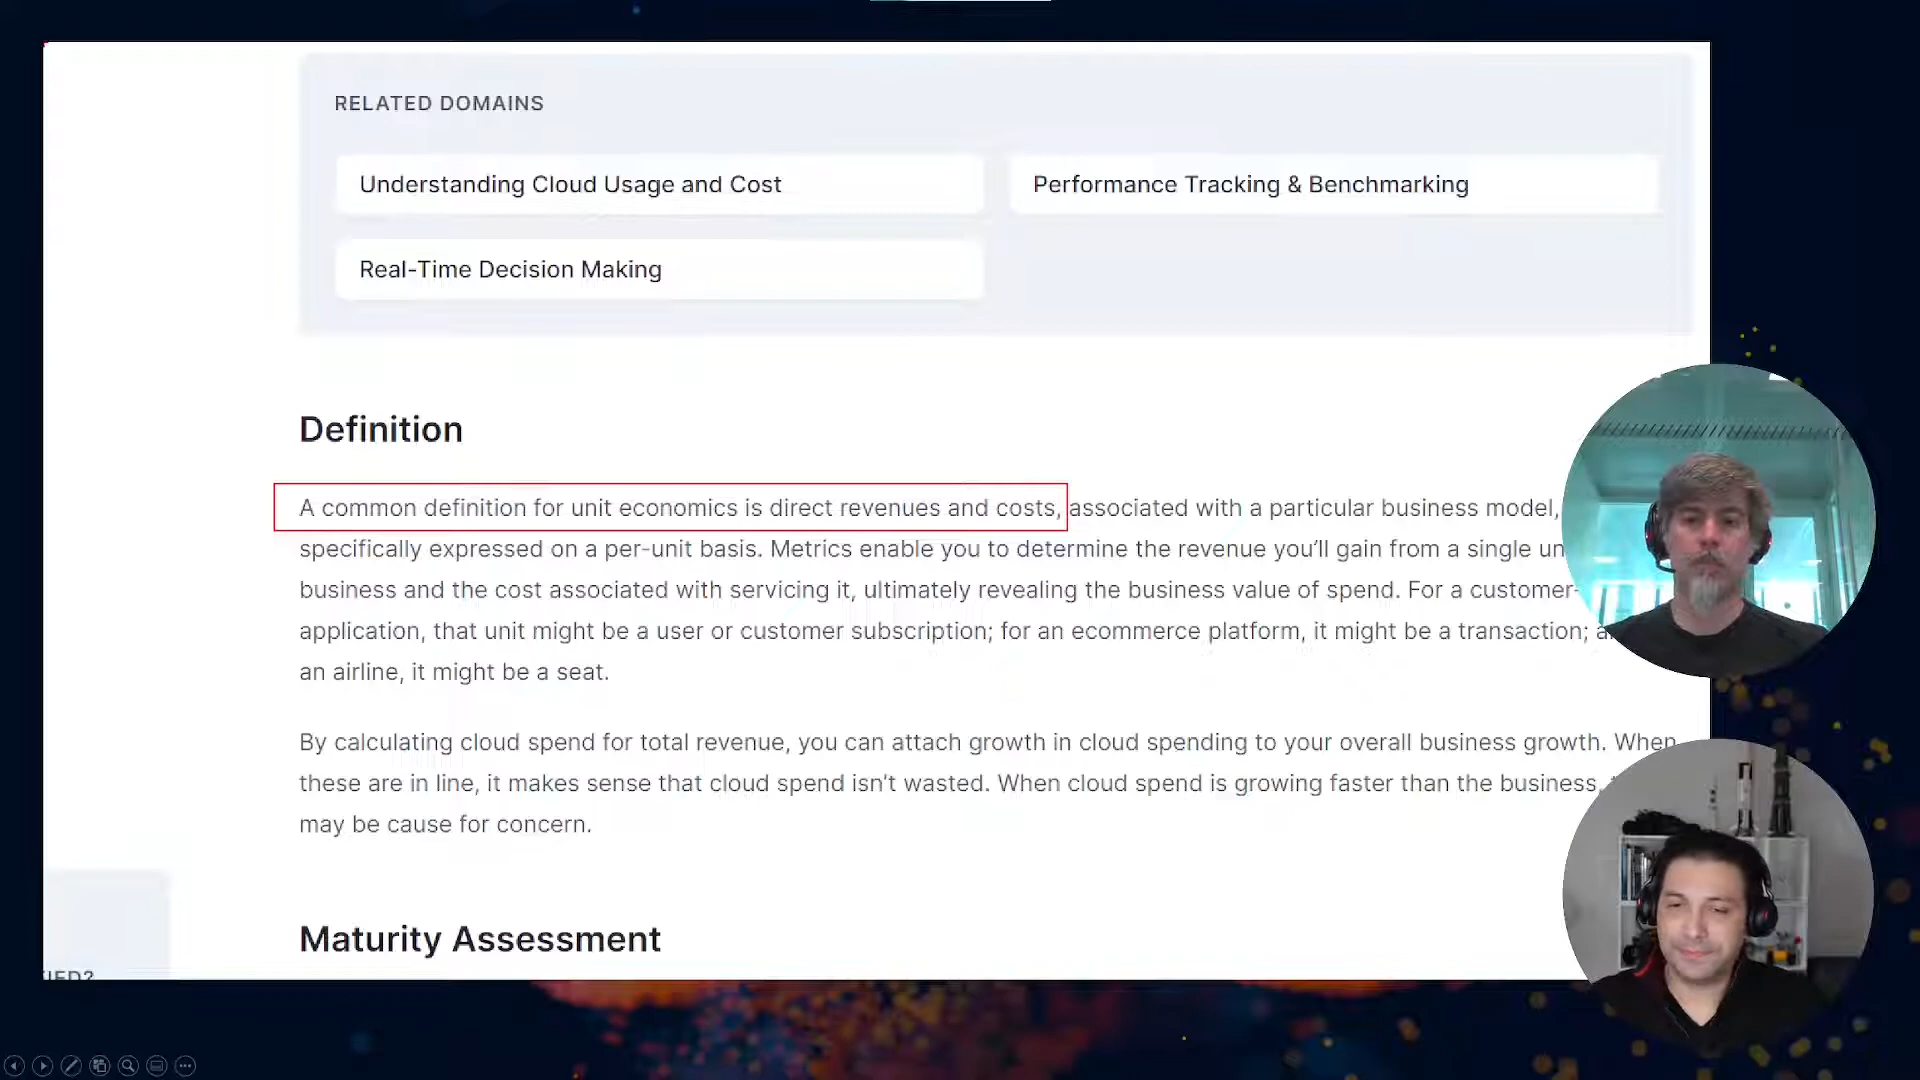 RELATED DOMAINS
Understanding Cloud Usage and Cost
Performance Tracking & Benchmarking
Real-Time Decision Making
Definition
A common definition for unit economics is direct revenues and costs, associated with a particular business model,
specifically expressed on a per-unit basis. Metrics enable you to determine the revenue you’ll gain from a single
business and the cost associated with servicing it, ultimately revealing the business value of spend. For a customer-
application, that unit might be a user or customer subscription; for an ecommerce platform, it might be a transaction;
an airline, it might be a seat.
By calculating cloud spend for total revenue, you can attach growth in cloud spending to your overall business growth. When
these are in line, it makes sense that cloud spend isn’t wasted. When cloud spend is growing faster than the business,
may be cause for concern.
Maturity Assessment